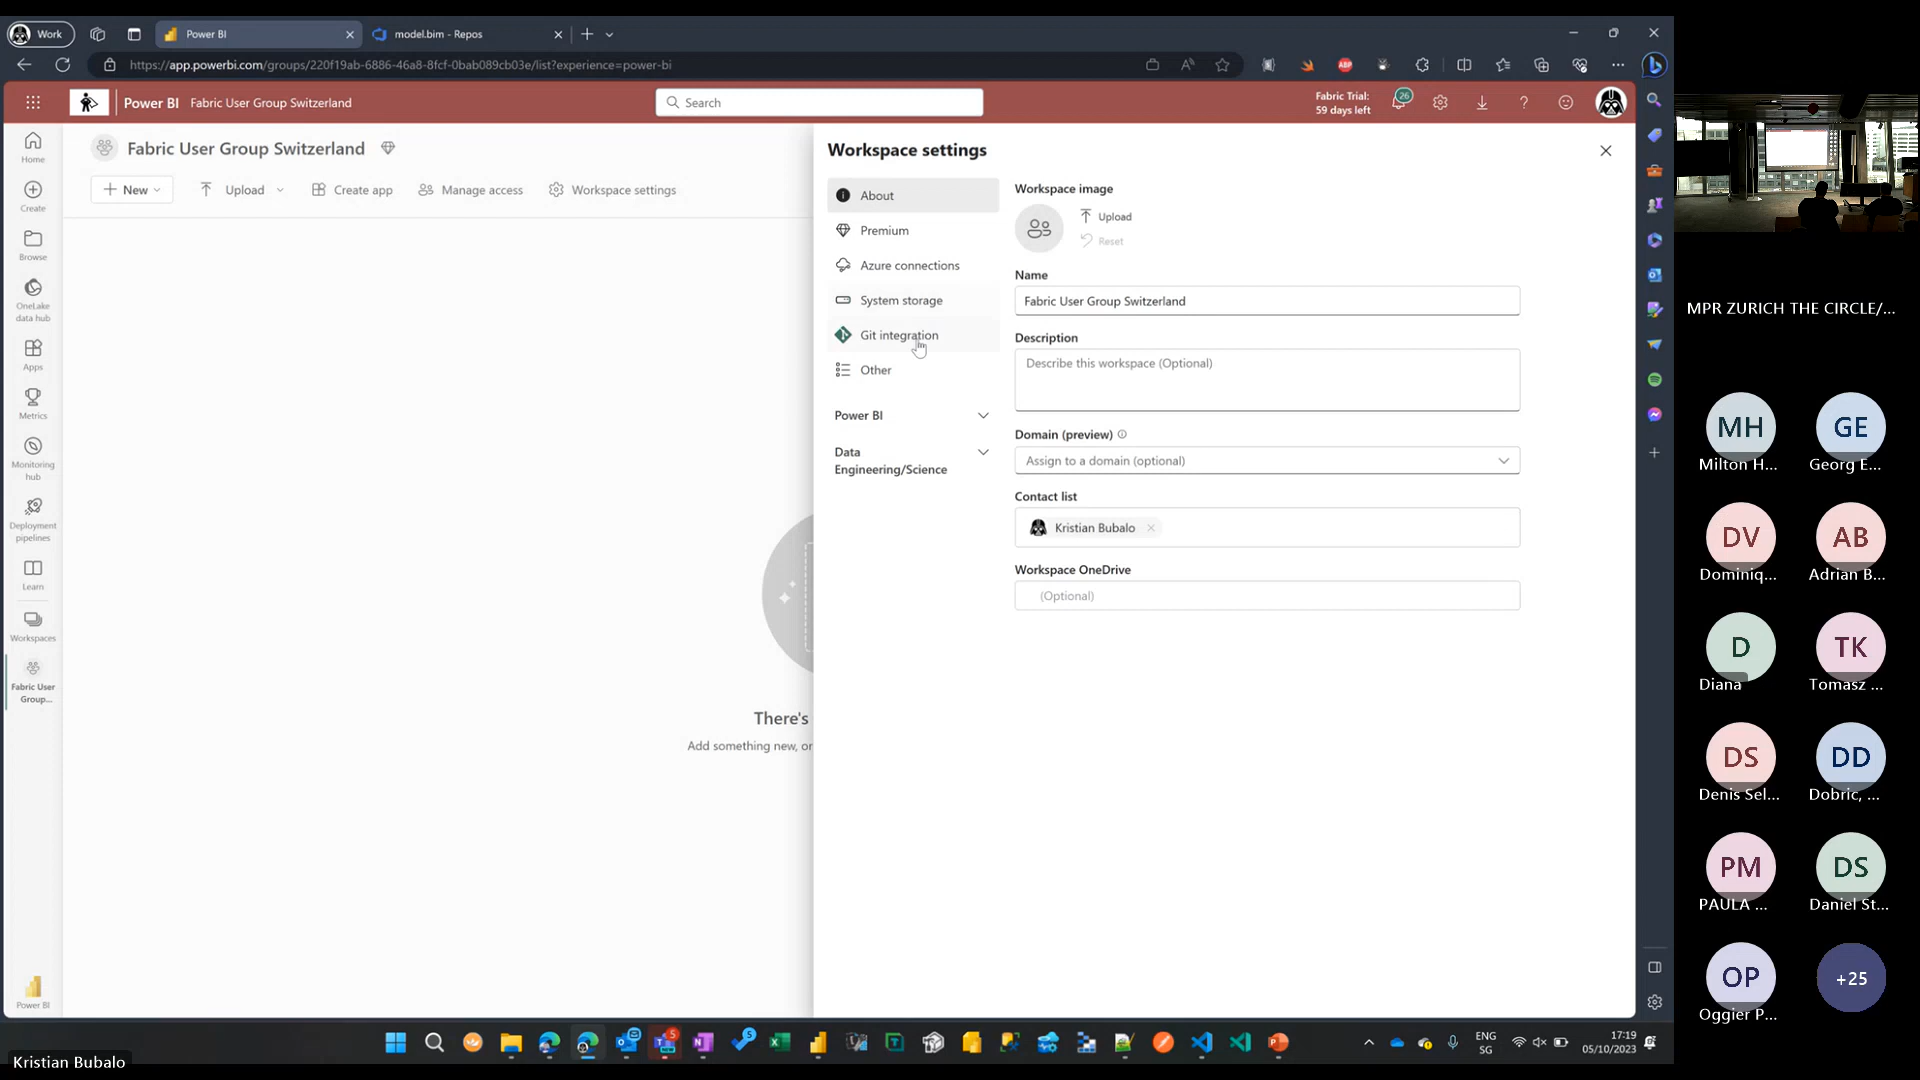 Work
Power BI
model.bim - Repos
https://app.powerbi.com/groups/220f19ab-6886-46a8-8fcf-0bab089cb03e/list?experience=power-bi
Power BI
Fabric User Group Switzerland
Search
Fabric Trial:
59 days left
26
Home
Create
Browse
OneLake
data hub
Apps
Metrics
Monitoring
hub
Deployment
pipelines
Learn
Workspaces
Fabric User
Group...
Power BI
Fabric User Group Switzerland
New
Upload
Create app
Manage access
Workspace settings
There's
Add something new, or
Workspace settings
About
Premium
Azure connections
System storage
Git integration
Other
Power BI
Data
Engineering/Science
Workspace image
Upload
Reset
Name
Fabric User Group Switzerland
Description
Describe this workspace (Optional)
Domain (preview)
Assign to a domain (optional)
Contact list
Kristian Bubalo
Workspace OneDrive
(Optional)
MPR ZURICH THE CIRCLE/...
MH
Milton H...
GE
Georg E...
DV
Dominiq...
AB
Adrian B...
D
Diana
TK
Tomasz ...
DS
Denis Sel...
DD
Dobric, ...
PM
PAULA ...
DS
Daniel St...
OP
Oggier P...
+25
ENG
SG
17:19
05/10/2023
Kristian Bubalo